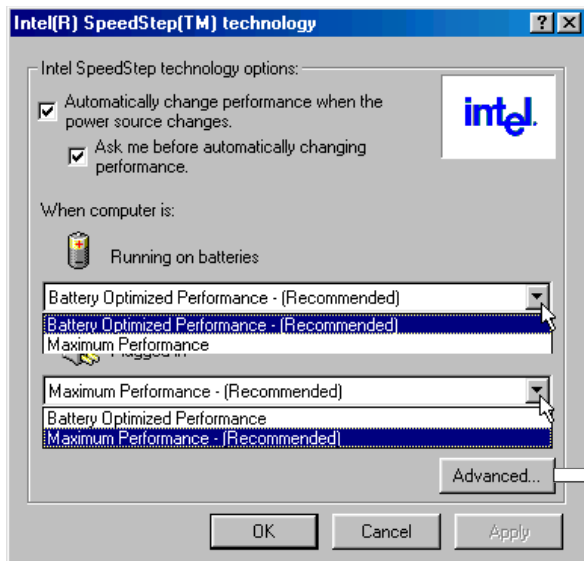 Intel(R) SpeedStep(TM) technology
Intel SpeedStep technology options:
Automatically change performance when the
power source changes.
intel.
Ask me before automatically changing
performance.
When computer is:
Running on batteries
Battery Optimized Performance - (Recommended)
Battery Optimized Performance - (Recommended)
Maximum Performance
Plugged in
Maximum Performance - (Recommended)
Battery Optimized Performance
Maximum Performance - (Recommended)
Advanced...
OK
Cancel
Apply